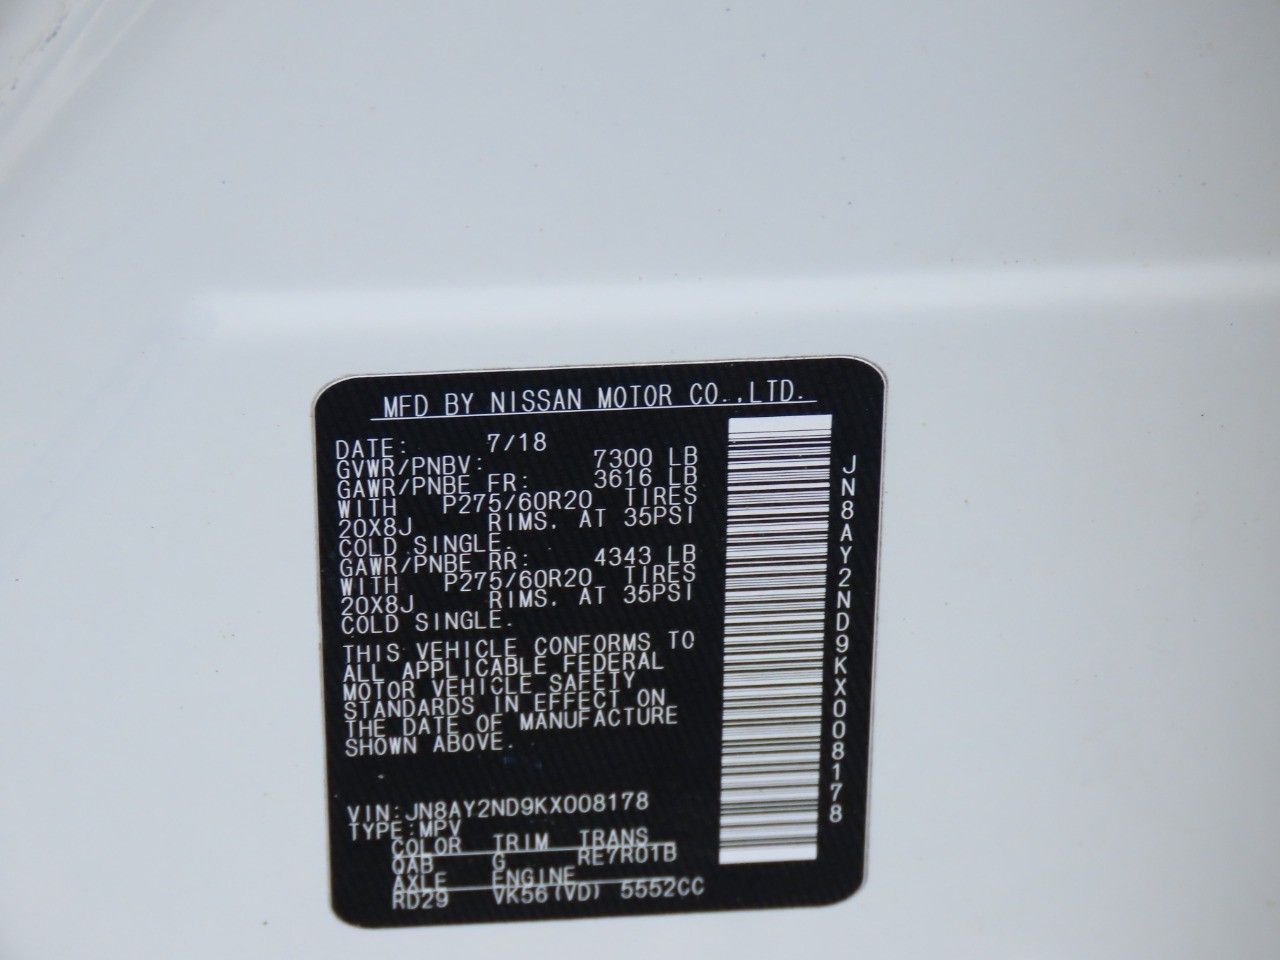 MFD BY NISSAN MOTOR CO.,LTD.
DATE: 7/18
GVWR/PNBV: 7300 LB
GAWR/PNBE FR: 3616 LB
WITH P275/60R20 TIRES
20X8J RIMS, AT 35PSI
COLD SINGLE.
GAWR/PNBE RR: 4343 LB
WITH P275/60R20 TIRES
20X8J RIMS, AT 35PSI
COLD SINGLE.
THIS VEHICLE CONFORMS TO
ALL APPLICABLE FEDERAL
MOTOR VEHICLE SAFETY
STANDARDS IN EFFECT ON
THE DATE OF MANUFACTURE
SHOWN ABOVE.
VIN:JN8AY2ND9KX008178
TYPE:MPV
COLOR TRIM TRANS
QAB G RE7R01B
AXLE ENGINE
RD29 VK56(VD) 5552CC
JN8AY2ND9KX008178